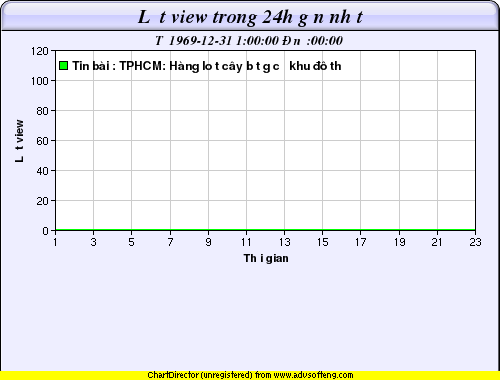 L t view trong 24h g n nh t
T 1969-12-31 1:00:00 Đn :00:00
Tin bài : TPHCM: Hàng lo t cây b t g c khu đô th
L t view
120
100
80
60
40
20
0
1 3 5 7 9 11 13 15 17 19 21 23
Th i gian
ChartDirector (unregistered) from www.advsofteng.com